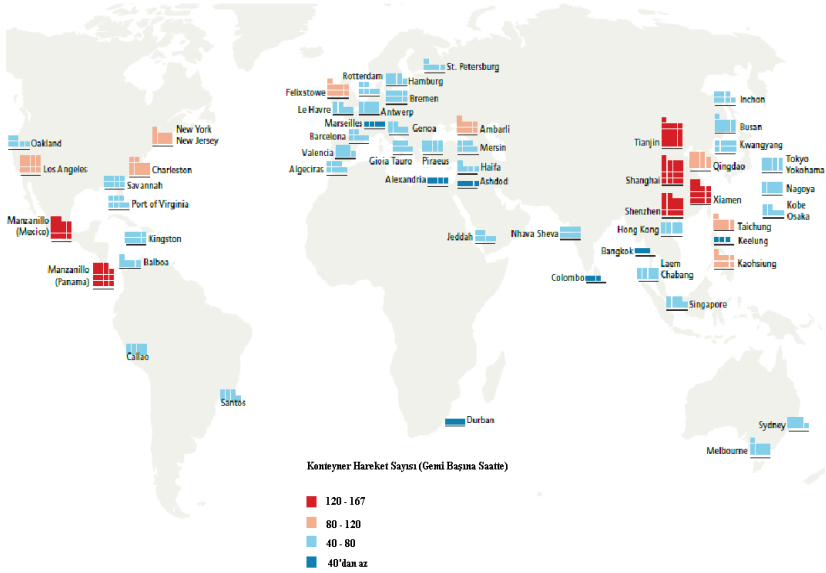 St. Petersburg
Rotterdam
Hamburg
Felixstowe
Bremen
Le Havre
Antwerp
Marseilles
Genoa
Ambarli
Barcelona
Valencia
Gioia Tauro
Piraeus
Mersin
Algeciras
Haifa
Alexandria
Ashdod
Oakland
New York
New Jersey
Los Angeles
Charleston
Savannah
Port of Virginia
Manzanillo
(Mexico)
Kingston
Manzanillo
(Panama)
Balboa
Callao
Santos
Jeddah
Nhava Sheva
Colombo
Durban
Inchon
Busan
Tianjin
Kwangyang
Qingdao
Tokyo
Yokohama
Shanghai
Xiamen
Nagoya
Shenzhen
Kobe
Osaka
Hong Kong
Taichung
Keelung
Bangkok
Kaohsiung
Laem
Chabang
Singapore
Sydney
Melbourne
Konteyner Hareket Sayısı (Gemi Başına Saatte)
120 - 167
80 - 120
40 - 80
40'dan az